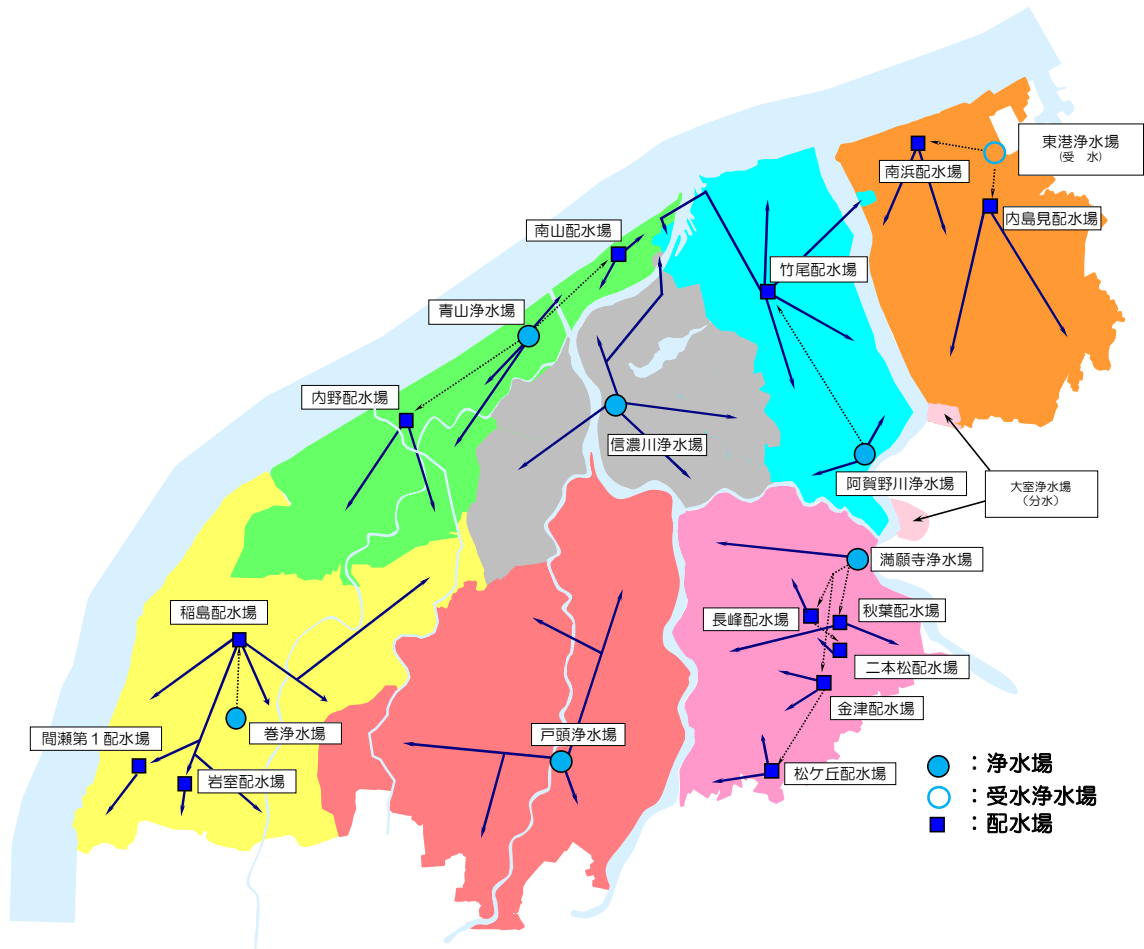 東港浄水場
(受　水)
南浜配水場
内島見配水場
南山配水場
竹尾配水場
青山浄水場
内野配水場
信濃川浄水場
阿賀野川浄水場
大室浄水場
（分水）
満願寺浄水場
稲島配水場
長峰配水場
秋葉配水場
二本松配水場
金津配水場
巻浄水場
戸頭浄水場
間瀬第１配水場
岩室配水場
松ケ丘配水場
：浄水場
：受水浄水場
：配水場